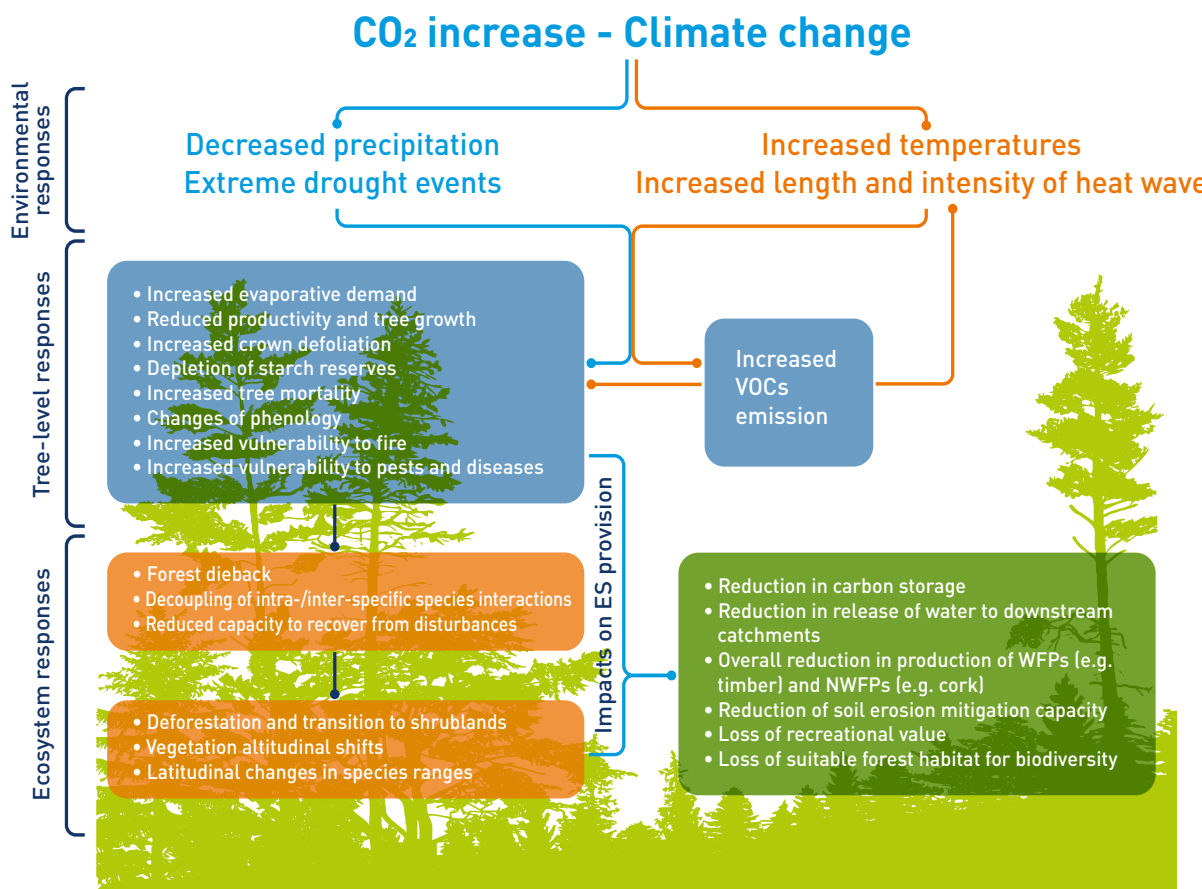 CO₂ increase - Climate change
Environmental
responses
Decreased precipitation
Extreme drought events
Increased temperatures
Increased length and intensity of heat wave
Tree-level responses
• Increased evaporative demand
• Reduced productivity and tree growth
• Increased crown defoliation
• Depletion of starch reserves
• Increased tree mortality
• Changes of phenology
• Increased vulnerability to fire
• Increased vulnerability to pests and diseases
Increased
VOCs
emission
Ecosystem responses
• Forest dieback
• Decoupling of intra-/inter-specific species interactions
• Reduced capacity to recover from disturbances
• Deforestation and transition to shrublands
• Vegetation altitudinal shifts
• Latitudinal changes in species ranges
Impacts on ES provision
• Reduction in carbon storage
• Reduction in release of water to downstream
catchments
• Overall reduction in production of WFPs (e.g.
timber) and NWFPs (e.g. cork)
• Reduction of soil erosion mitigation capacity
• Loss of recreational value
• Loss of suitable forest habitat for biodiversity